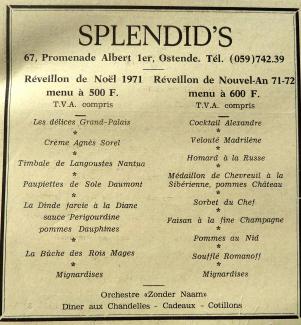 SPLENDID'S
67, Promenade Albert 1er, Ostende. Tél. (059)742.39
Réveillon de Noël 1971
menu à 500 F.
T.V.A. compris
Les délices Grand-Palais
*
Crème Agnès Sorel
*
Timbale de Langoustes Nantua
*
Paupiettes de Sole Daumont
*
La Dinde farcie à la Diane
sauce Perigourdine
pommes Dauphines
*
La Bûche des Rois Mages
*
Mignardises
Réveillon de Nouvel-An 71-72
menu à 600 F.
T.V.A. compris
Cocktail Alexandre
*
Velouté Madrilène
*
Homard à la Russe
*
Médaillon de Chevreuil à la
Sibérienne, pommes Château
*
Sorbet du Chef
*
Faisan à la fine Champagne
*
Pommes au Nid
*
Soufflé Romanoff
*
Mignardises
Orchestre «Zonder Naam»
Diner aux Chandelles - Cadeaux - Cotillons